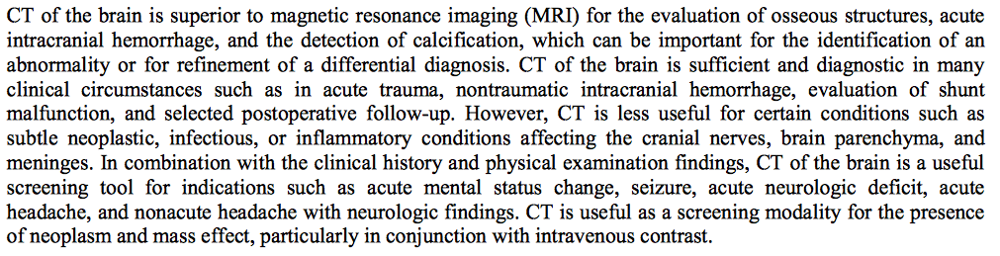 CT of the brain is superior to magnetic resonance imaging (MRI) for the evaluation of osseous structures, acute
intracranial hemorrhage, and the detection of calcification, which can be important for the identification of an
abnormality or for refinement of a differential diagnosis. CT of the brain is sufficient and diagnostic in many
clinical circumstances such as in acute trauma, nontraumatic intracranial hemorrhage, evaluation of shunt
malfunction, and selected postoperative follow-up. However, CT is less useful for certain conditions such as
subtle neoplastic, infectious, or inflammatory conditions affecting the cranial nerves, brain parenchyma, and
meninges. In combination with the clinical history and physical examination findings, CT of the brain is a useful
screening tool for indications such as acute mental status change, seizure, acute neurologic deficit, acute
headache, and nonacute headache with neurologic findings. CT is useful as a screening modality for the presence
of neoplasm and mass effect, particularly in conjunction with intravenous contrast.